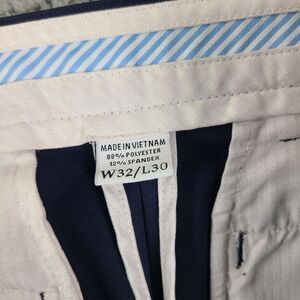 MADE IN VIETNAM
88% POLYESTER
12% SPANDEX
W32/L30